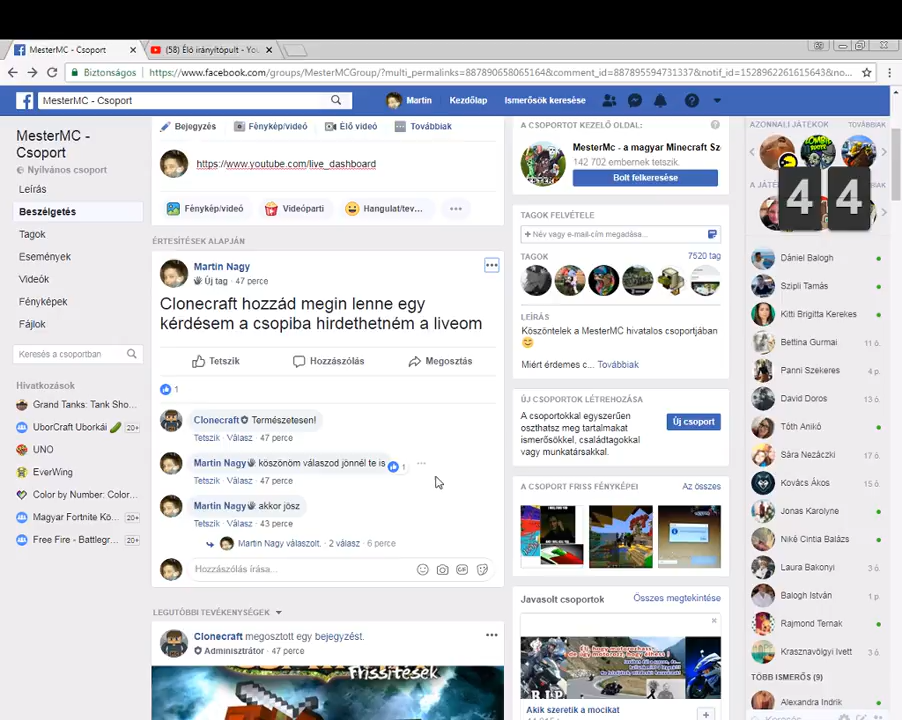 MesterMC - Csoport
(58) Élő irányítópult - You
Biztonságos https://www.facebook.com/groups/MesterMCGroup/?multi_permalinks=887890658065164&comment_id=887895594731337&notif_id=1528962261615643&no...
MesterMC - Csoport
Martin Kezdőlap Ismerősök keresése
MesterMC -
Csoport
Nyilvános csoport
Leírás
Beszélgetés
Tagok
Események
Videók
Fényképek
Fájlok
Keresés a csoportban
Hivatkozások
Grand Tanks: Tank Sho...
UborCraft Uborkái 20+
UNO
EverWing
Color by Number: Color...
Magyar Fortnite Kö... 20+
Free Fire - Battlegr... 20+
Bejegyzés Fénykép/videó Élő videó Továbbiak
https://www.youtube.com/live_dashboard
Fénykép/videó Videóparti Hangulat/tev... ...
ÉRTESÍTÉSEK ALAPJÁN
Martin Nagy
Új tag · 47 perce
Clonecraft hozzád megin lenne egy
kérdésem a csopiba hirdethetném a liveom
Tetszik Hozzászólás Megosztás
1
Clonecraft Természetesen!
Tetszik · Válasz · 47 perce
Martin Nagy köszönöm válaszod jönnél te is 1
Tetszik · Válasz · 47 perce
Martin Nagy akkor jösz
Tetszik · Válasz · 43 perce
Martin Nagy válaszolt. · 2 válasz · 6 perce
Hozzászólás írása...
GIF
LEGUTÓBBI TEVÉKENYSÉGEK
Clonecraft megosztott egy bejegyzést.
Adminisztrátor · 47 perce
Frissítések
A CSOPORTOT KEZELŐ OLDAL:
MesterMc - a magyar Minecraft Sz
142 702 embernek tetszik.
Bolt felkeresése
TAGOK FELVÉTELE
+ Név vagy e-mail-cím megadása...
TAGOK 7520 tag
LEÍRÁS
Köszöntelek a MesterMC hivatalos csoportjában
Miért érdemes c... Továbbiak
ÚJ CSOPORTOK LÉTREHOZÁSA
A csoportokkal egyszerűen
oszthatsz meg tartalmakat
ismerősökkel, családtagokkal
vagy munkatársakkal.
Új csoport
A CSOPORT FRISS FÉNYKÉPEI Az összes
Javasolt csoportok Összes megtekintése
R.I.P
Akik szeretik a mocikat
AZONNALI JÁTÉKOK TOVÁBBIAK
4 4
Dániel Balogh
Szipli Tamás
Kitti Brigitta Kerekes
Bettina Gurmai 11 ó.
Panni Szekeres 4 p.
David Doros 13 ó.
Tóth Anikó
Sára Nezáczki
Kovács Ákos
Jonas Karolyne
Nikë Cintia Balázs
Laura Bakonyi 3 ó.
Balogh István 1 p.
Rajmond Ternak
Krasznavölgyi Ivett 3 ó.
TÖBB ISMERŐS (9)
Alexandra Indrik
Keresés